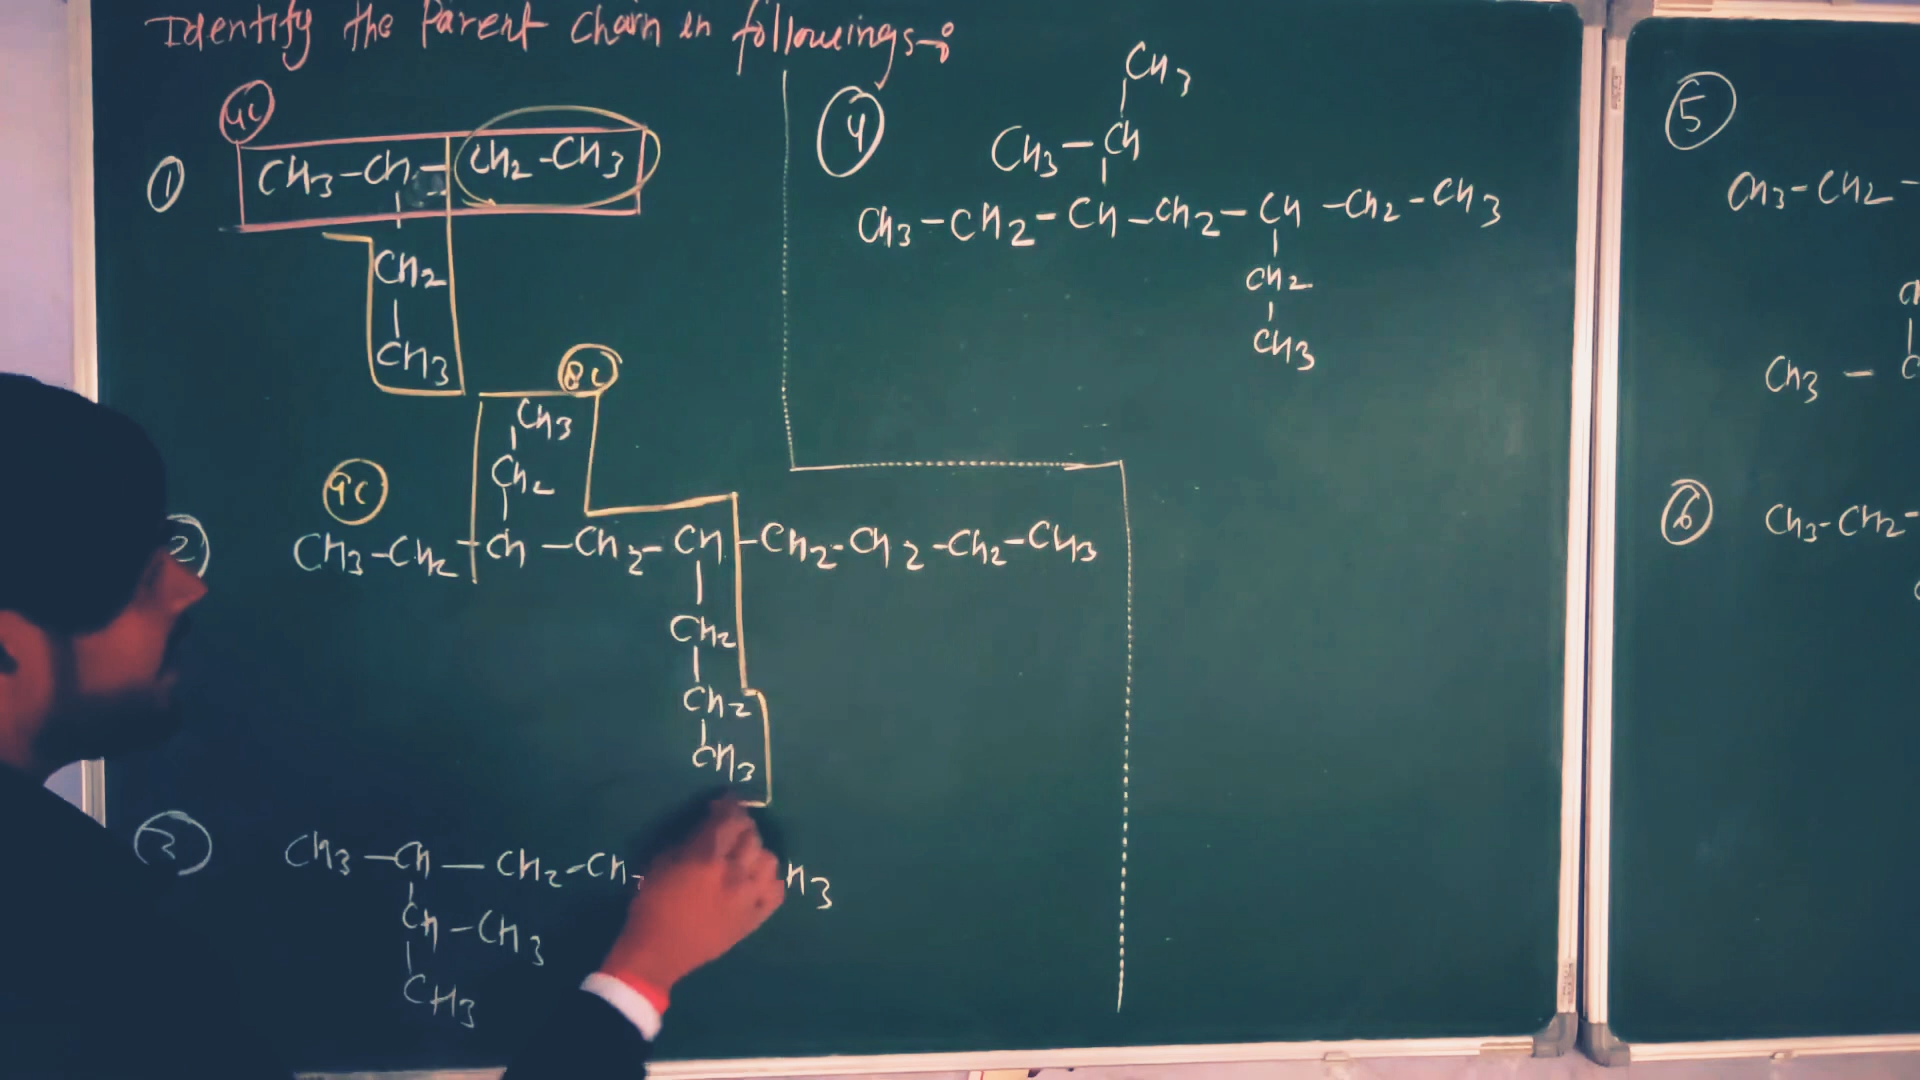 Identify the Parent Chain in followings:
4C
①
CH3-CH-CH2-CH3
CH2
CH3
8C
CH3
CH2
9C
2
CH3-CH2-CH-CH2-CH-CH2-CH2-CH2-CH3
CH2
CH2
CH3
3
CH3-CH-CH2-CH
H3
CH-CH3
CH3
④
CH3
CH3-CH
CH3-CH2-CH-CH2-CH-CH2-CH3
CH2
CH3
⑤
CH3-CH2-
CH3-C
⑥
CH3-CH2-